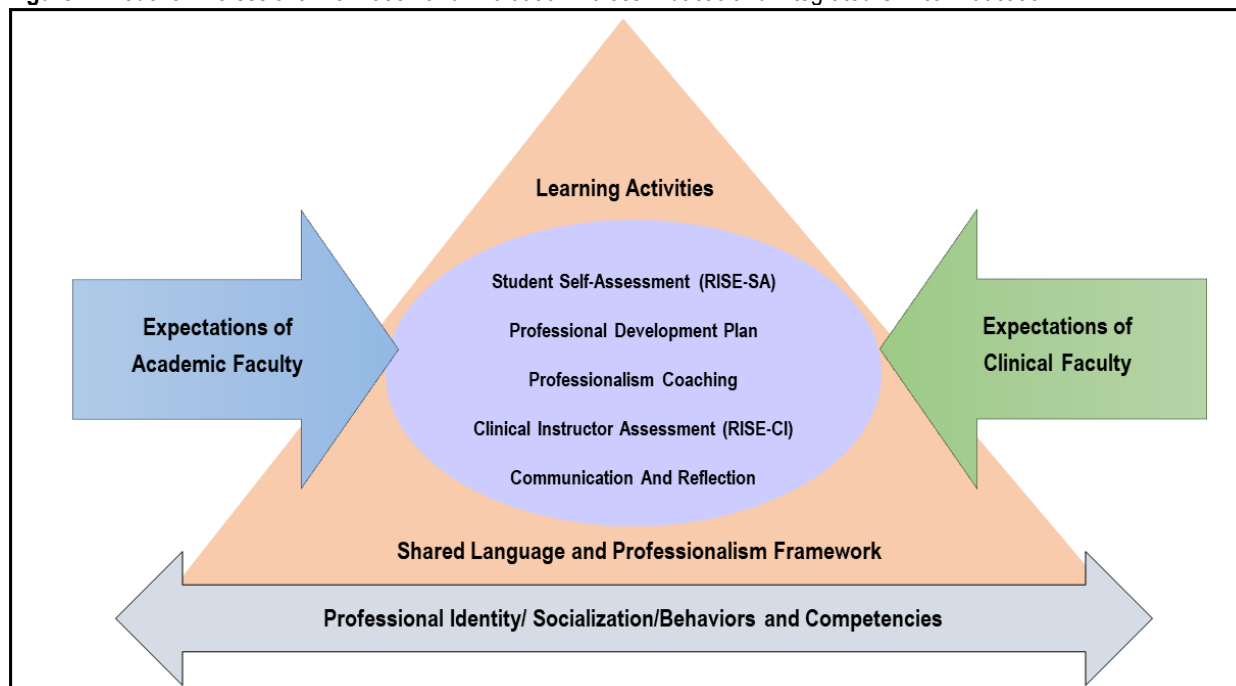 Learning Activities
Student Self-Assessment (RISE-SA)
Professional Development Plan
Professionalism Coaching
Clinical Instructor Assessment (RISE-CI)
Communication And Reflection
Expectations of
Academic Faculty
Expectations of
Clinical Faculty
Shared Language and Professionalism Framework
Professional Identity/ Socialization/Behaviors and Competencies